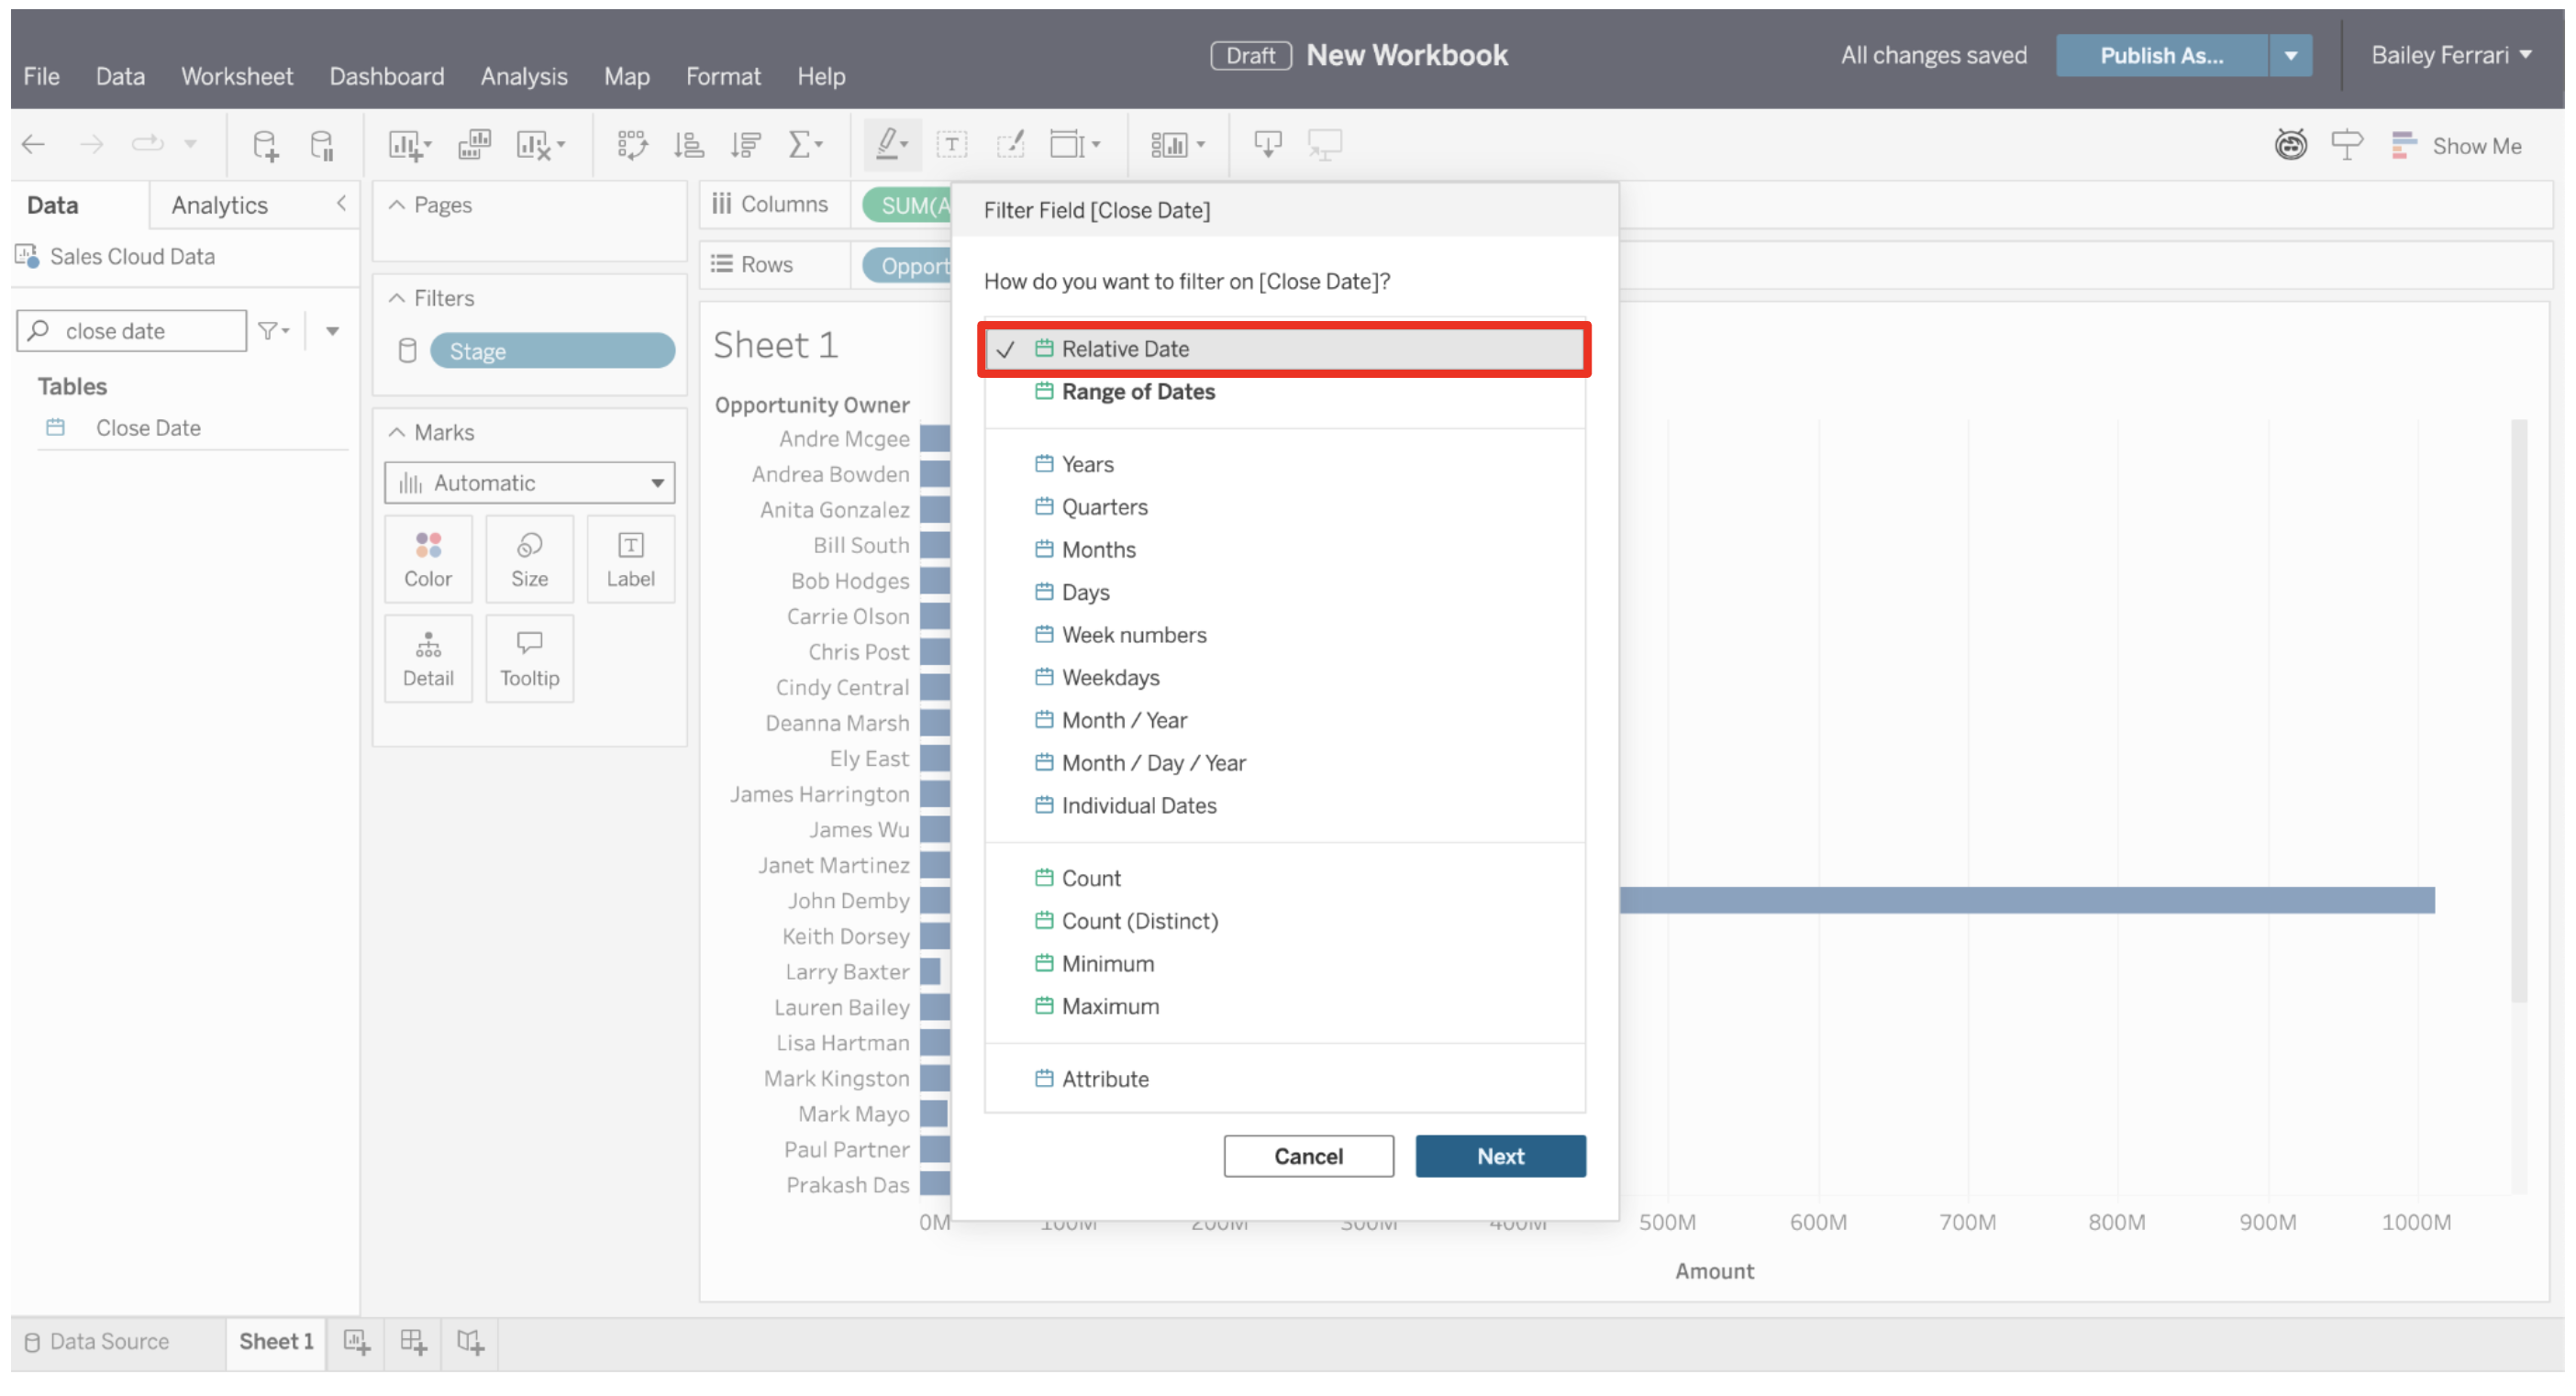 Draft New Workbook
All changes saved
Publish As...
Bailey Ferrari
File Data Worksheet Dashboard Analysis Map Format Help
Show Me
Data Analytics
Sales Cloud Data
close date
Tables
Close Date
Pages
Filters
Stage
Marks
Automatic
Color Size Label
Detail Tooltip
Columns SUM(A
Rows Opport
Sheet 1
Opportunity Owner
Andre Mcgee
Andrea Bowden
Anita Gonzalez
Bill South
Bob Hodges
Carrie Olson
Chris Post
Cindy Central
Deanna Marsh
Ely East
James Harrington
James Wu
Janet Martinez
John Demby
Keith Dorsey
Larry Baxter
Lauren Bailey
Lisa Hartman
Mark Kingston
Mark Mayo
Paul Partner
Prakash Das
0M 100M 200M 300M 400M 500M 600M 700M 800M 900M 1000M
Amount
Filter Field [Close Date]
How do you want to filter on [Close Date]?
Relative Date
Range of Dates
Years
Quarters
Months
Days
Week numbers
Weekdays
Month / Year
Month / Day / Year
Individual Dates
Count
Count (Distinct)
Minimum
Maximum
Attribute
Cancel Next
Data Source Sheet 1